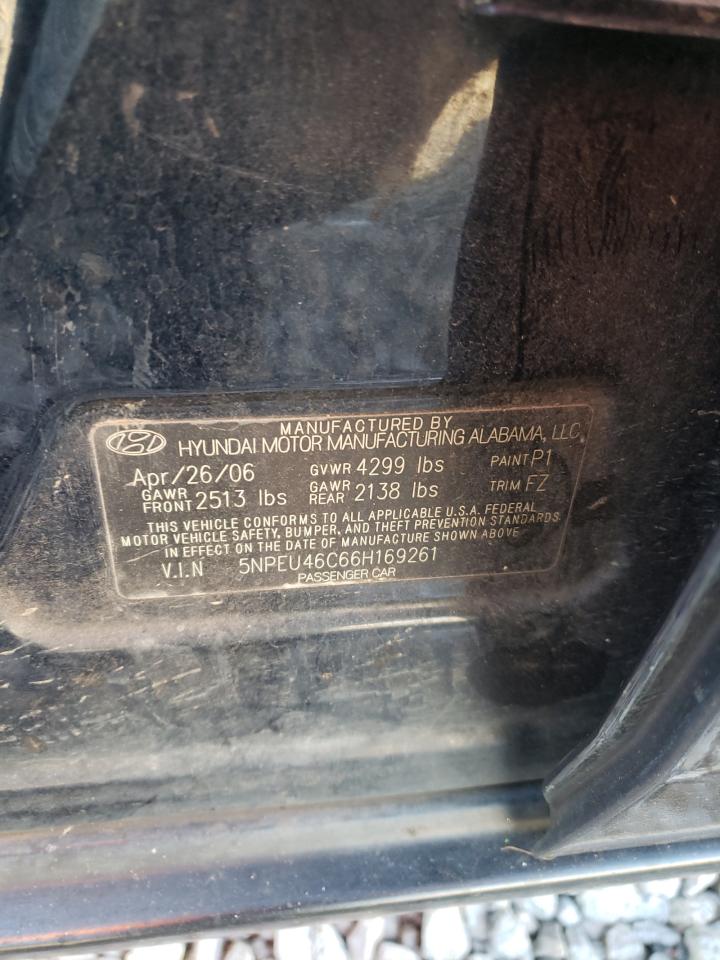 MANUFACTURED BY
HYUNDAI MOTOR MANUFACTURING ALABAMA, LLC
Apr/26/06 GVWR 4299 lbs PAINT P1
GAWR FRONT 2513 lbs GAWR REAR 2138 lbs TRIM FZ
THIS VEHICLE CONFORMS TO ALL APPLICABLE U.S.A. FEDERAL
MOTOR VEHICLE SAFETY, BUMPER, AND THEFT PREVENTION STANDARDS
IN EFFECT ON THE DATE OF MANUFACTURE SHOWN ABOVE
V.I.N 5NPEU46C66H169261
PASSENGER CAR